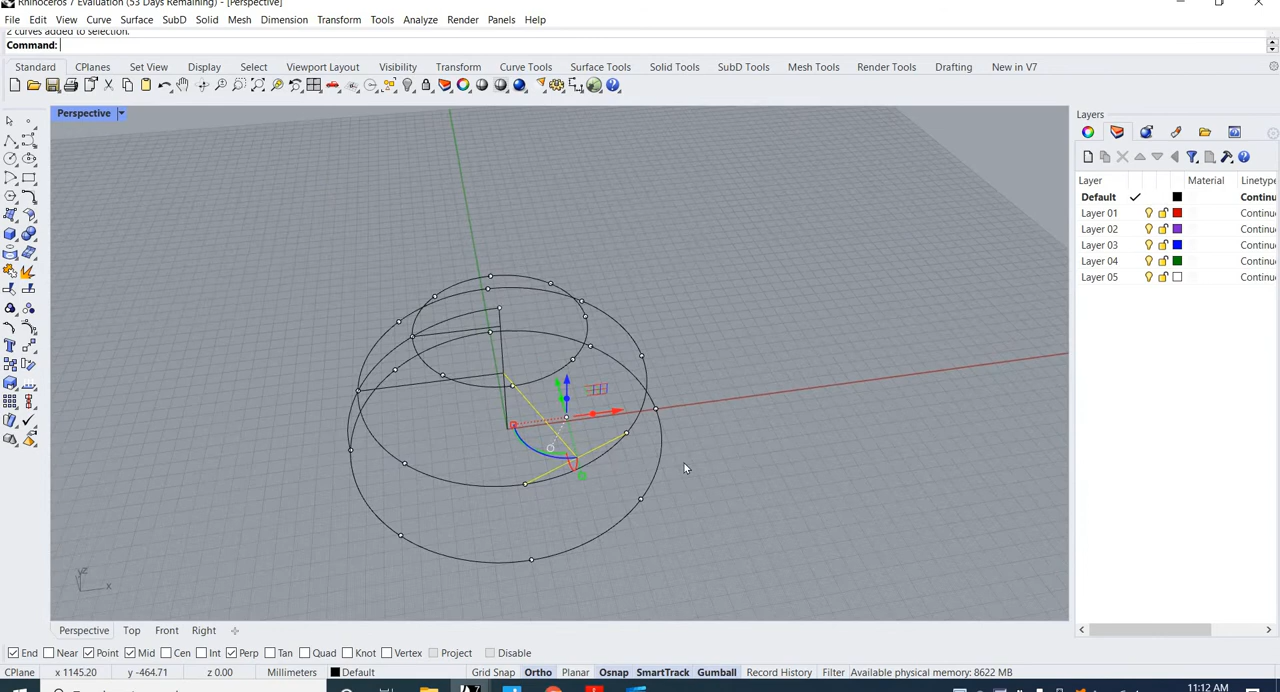 Rhinoceros 7 Evaluation (53 Days Remaining) - [Perspective]
File Edit View Curve Surface SubD Solid Mesh Dimension Transform Tools Analyze Render Panels Help
2 curves added to selection.
Command:
Standard CPlanes Set View Display Select Viewport Layout Visibility Transform Curve Tools Surface Tools Solid Tools SubD Tools Mesh Tools Render Tools Drafting New in V7
Perspective
Layers
Layer Material Linetype
Default Continu
Layer 01 Continu
Layer 02 Continu
Layer 03 Continu
Layer 04 Continu
Layer 05 Continu
x
Perspective Top Front Right
End Near Point Mid Cen Int Perp Tan Quad Knot Vertex Project Disable
CPlane x 1145.20 y -464.71 z 0.00 Millimeters Default Grid Snap Ortho Planar Osnap SmartTrack Gumball Record History Filter Available physical memory: 8622 MB
11:12 AM